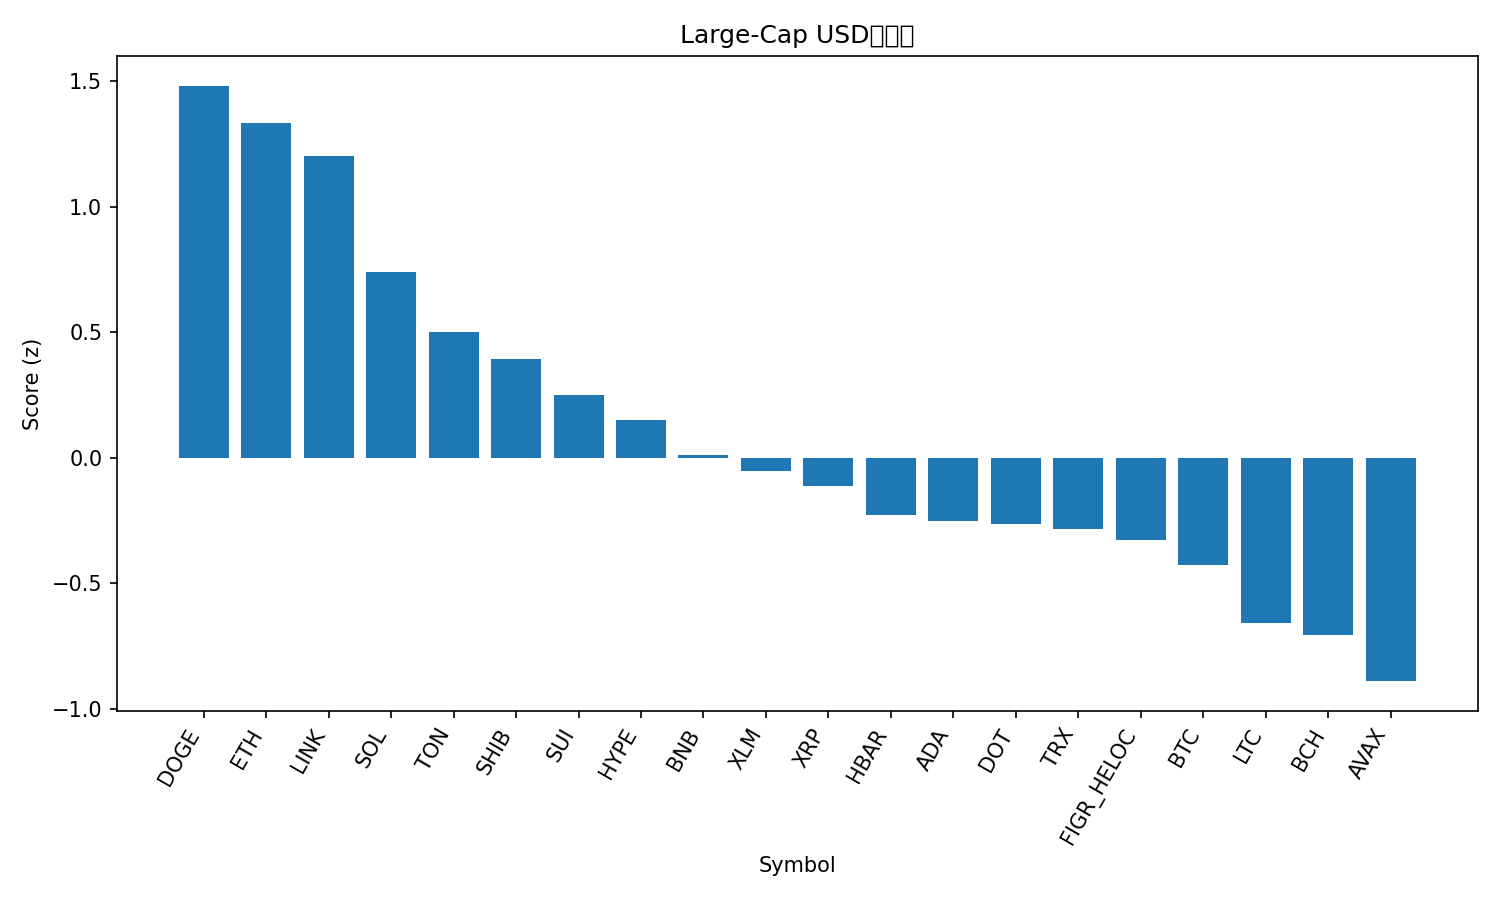 Large-Cap USD
1.5
1.0
0.5
0.0
−0.5
−1.0
Score (z)
DOGE
ETH
LINK
SOL
TON
SHIB
SUI
HYPE
BNB
XLM
XRP
HBAR
ADA
DOT
TRX
FIGR_HELOC
BTC
LTC
BCH
AVAX
Symbol